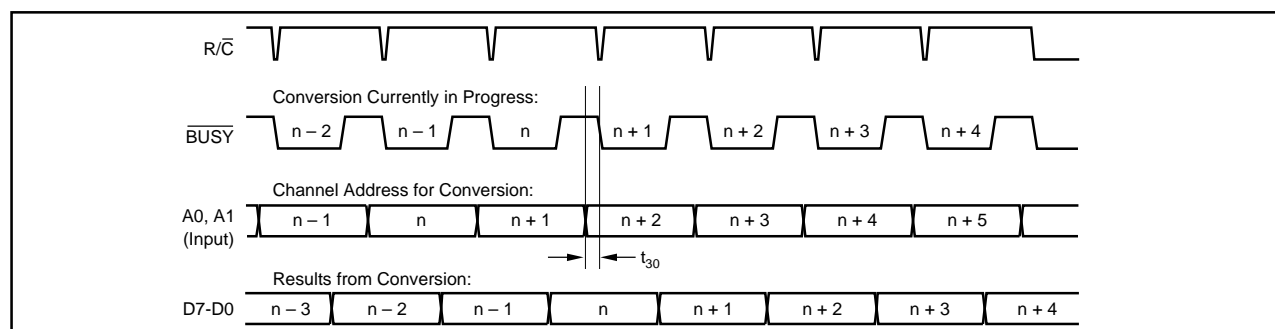 R/C̅
Conversion Currently in Progress:
B̅U̅S̅Y̅ n – 2 n – 1 n n + 1 n + 2 n + 3 n + 4
Channel Address for Conversion:
A0, A1 n – 1 n n + 1 n + 2 n + 3 n + 4 n + 5
(Input)
t30
Results from Conversion:
D7-D0 n – 3 n – 2 n – 1 n n + 1 n + 2 n + 3 n + 4